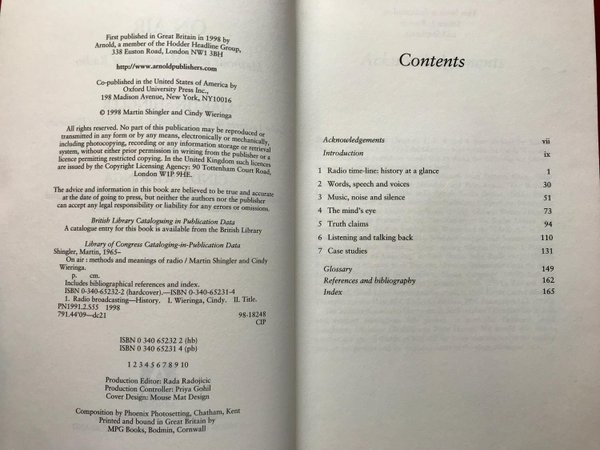 First published in Great Britain in 1998 by
Arnold, a member of the Hodder Headline Group,
338 Euston Road, London NW1 3BH
http://www.arnoldpublishers.com
Co-published in the United States of America by
Oxford University Press Inc.,
198 Madison Avenue, New York, NY10016
© 1998 Martin Shingler and Cindy Wieringa
All rights reserved. No part of this publication may be reproduced or
transmitted in any form or by any means, electronically or mechanically,
including photocopying, recording or any information storage or retrieval
system, without either prior permission in writing from the publisher or a
licence permitting restricted copying. In the United Kingdom such licences
are issued by the Copyright Licensing Agency: 90 Tottenham Court Road,
London W1P 9HE.
The advice and information in this book are believed to be true and accurate
at the date of going to press, but neither the authors nor the publisher
can accept any legal responsibility or liability for any errors or omissions.
British Library Cataloguing in Publication Data
A catalogue entry for this book is available from the British Library
Library of Congress Cataloging-in-Publication Data
Shingler, Martin, 1965–
On air : methods and meanings of radio / Martin Shingler and Cindy
Wieringa.
p. cm.
Includes bibliographical references and index.
ISBN 0-340-65232-2 (hardcover).—ISBN 0-340-65231-4
1. Radio broadcasting—History. I. Wieringa, Cindy. II. Title.
PN1991.2.S55 1998
791.44'09—dc21 98-18248
CIP
ISBN 0 340 65232 2 (hb)
ISBN 0 340 65231 4 (pb)
1 2 3 4 5 6 7 8 9 10
Production Editor: Rada Radojicic
Production Controller: Priya Gohil
Cover Design: Mouse Mat Design
Composition by Phoenix Photosetting, Chatham, Kent
Printed and bound in Great Britain by
MPG Books, Bodmin, Cornwall
Contents
Acknowledgements vii
Introduction ix
1 Radio time-line: history at a glance 1
2 Words, speech and voices 30
3 Music, noise and silence 51
4 The mind's eye 73
5 Truth claims 94
6 Listening and talking back 110
7 Case studies 131
Glossary 149
References and bibliography 162
Index 165